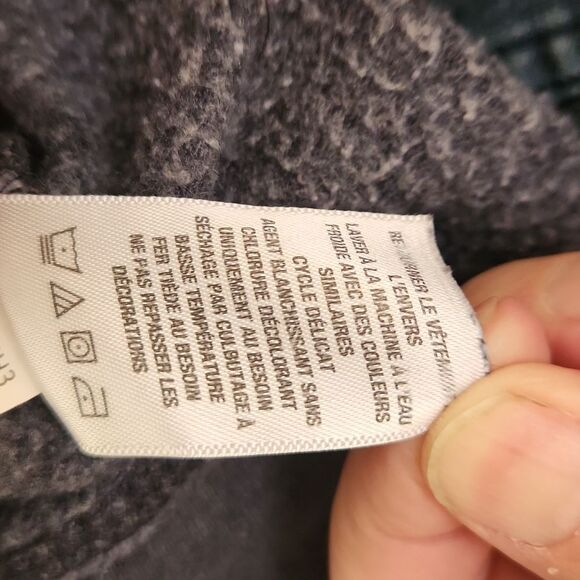 RETOURNER LE VÊTEMENT
L'ENVERS
LAVER À LA MACHINE À L'EAU
FROIDE AVEC DES COULEURS
SIMILAIRES
CYCLE DÉLICAT
AGENT BLANCHISSANT SANS
CHLORURE DÉCOLORANT
UNIQUEMENT AU BESOIN
SÉCHAGE PAR CULBUTAGE À
BASSE TEMPÉRATURE
FER TIÈDE AU BESOIN
NE PAS REPASSER LES
DÉCORATIONS